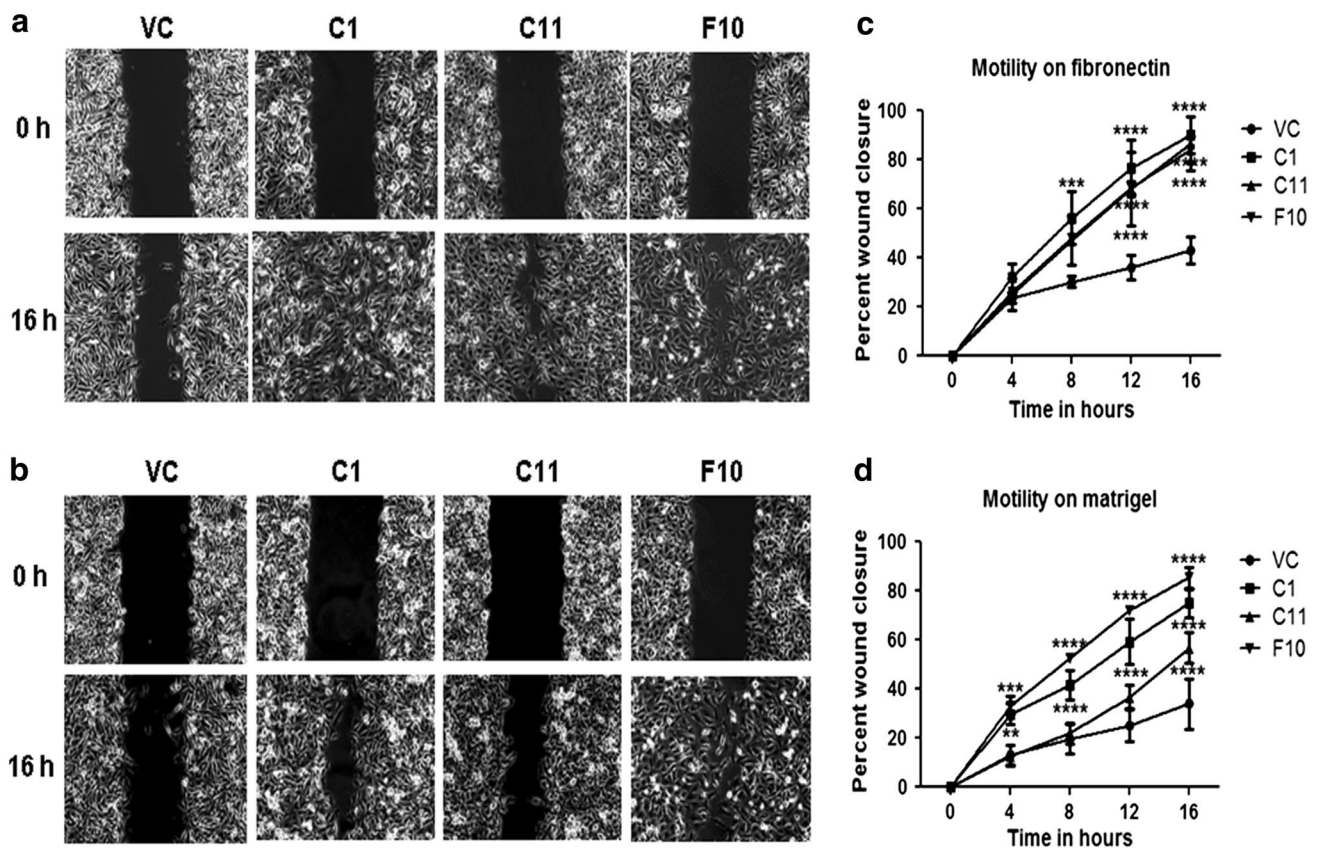 a
VC C1 C11 F10
0 h
16 h
b
VC C1 C11 F10
0 h
16 h
c
Motility on fibronectin
Percent wound closure
100
80
60
40
20
0
0 4 8 12 16
Time in hours
***
****
****
****
****
****
****
VC
C1
C11
F10
d
Motility on matrigel
Percent wound closure
100
80
60
40
20
0
0 4 8 12 16
Time in hours
***
**
****
****
****
****
****
****
****
VC
C1
C11
F10